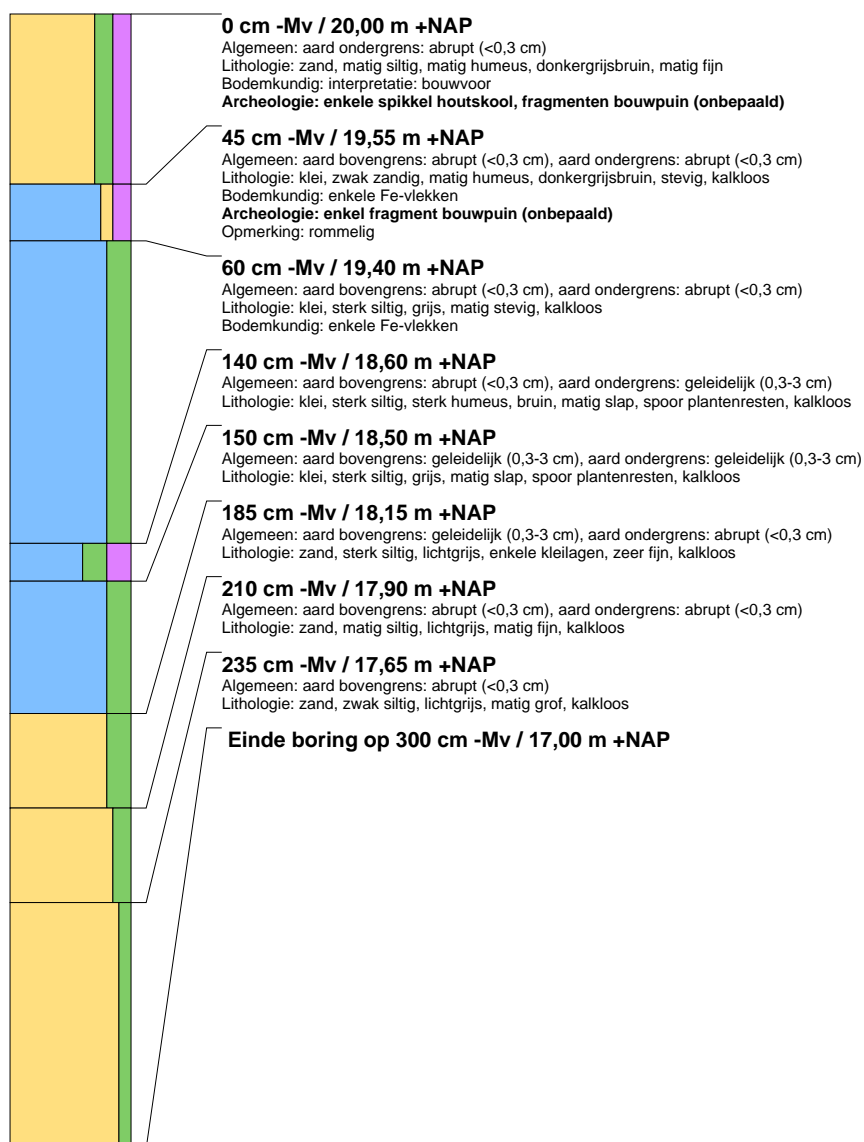 0 cm -Mv / 20,00 m +NAP
Algemeen: aard ondergrens: abrupt (<0,3 cm)
Lithologie: zand, matig siltig, matig humeus, donkergrijsbruin, matig fijn
Bodemkundig: interpretatie: bouwvoor
Archeologie: enkele spikkel houtskool, fragmenten bouwpuin (onbepaald)
45 cm -Mv / 19,55 m +NAP
Algemeen: aard bovengrens: abrupt (<0,3 cm), aard ondergrens: abrupt (<0,3 cm)
Lithologie: klei, zwak zandig, matig humeus, donkergrijsbruin, stevig, kalkloos
Bodemkundig: enkele Fe-vlekken
Archeologie: enkel fragment bouwpuin (onbepaald)
Opmerking: rommelig
60 cm -Mv / 19,40 m +NAP
Algemeen: aard bovengrens: abrupt (<0,3 cm), aard ondergrens: abrupt (<0,3 cm)
Lithologie: klei, sterk siltig, grijs, matig stevig, kalkloos
Bodemkundig: enkele Fe-vlekken
140 cm -Mv / 18,60 m +NAP
Algemeen: aard bovengrens: abrupt (<0,3 cm), aard ondergrens: geleidelijk (0,3-3 cm)
Lithologie: klei, sterk siltig, sterk humeus, bruin, matig slap, spoor plantenresten, kalkloos
150 cm -Mv / 18,50 m +NAP
Algemeen: aard bovengrens: geleidelijk (0,3-3 cm), aard ondergrens: geleidelijk (0,3-3 cm)
Lithologie: klei, sterk siltig, grijs, matig slap, spoor plantenresten, kalkloos
185 cm -Mv / 18,15 m +NAP
Algemeen: aard bovengrens: geleidelijk (0,3-3 cm), aard ondergrens: abrupt (<0,3 cm)
Lithologie: zand, sterk siltig, lichtgrijs, enkele kleilagen, zeer fijn, kalkloos
210 cm -Mv / 17,90 m +NAP
Algemeen: aard bovengrens: abrupt (<0,3 cm), aard ondergrens: abrupt (<0,3 cm)
Lithologie: zand, matig siltig, lichtgrijs, matig fijn, kalkloos
235 cm -Mv / 17,65 m +NAP
Algemeen: aard bovengrens: abrupt (<0,3 cm)
Lithologie: zand, zwak siltig, lichtgrijs, matig grof, kalkloos
Einde boring op 300 cm -Mv / 17,00 m +NAP